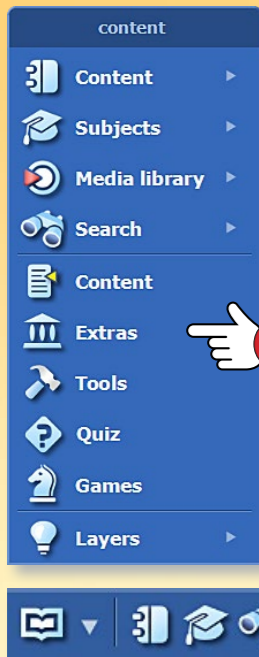 content
Content
Subjects
Media library
Search
Content
Extras
Tools
Quiz
Games
Layers